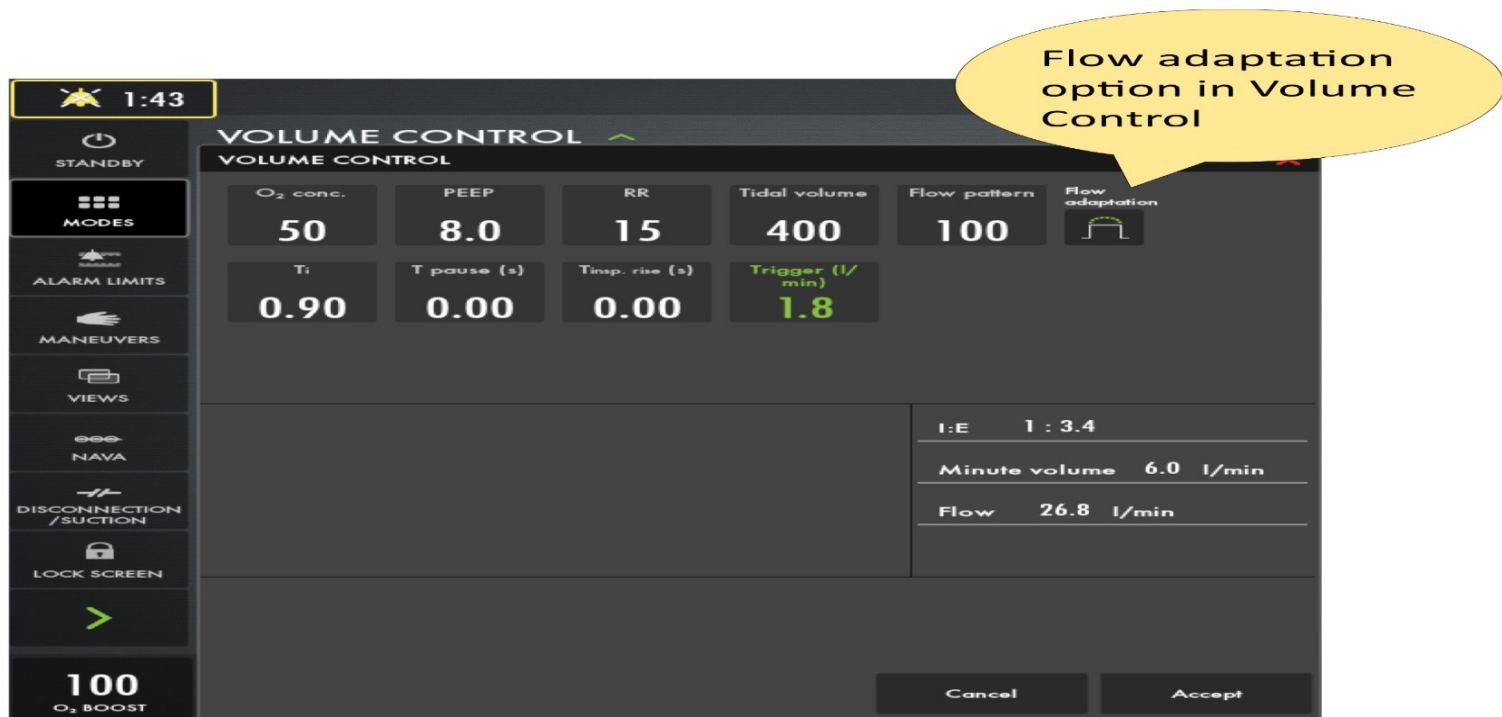 Flow adaptation
option in Volume
Control
1:43
STANDBY
MODES
ALARM LIMITS
MANEUVERS
VIEWS
NAVA
DISCONNECTION
/SUCTION
LOCK SCREEN
100
O₂ BOOST
VOLUME CONTROL
VOLUME CONTROL
O₂ conc. PEEP RR Tidal volume Flow pattern Flow
adaptation
50 8.0 15 400 100
Ti T pause (s) Tinsp. rise (s) Trigger (l/
min)
0.90 0.00 0.00 1.8
I:E 1 : 3.4
Minute volume 6.0 l/min
Flow 26.8 l/min
Cancel Accept